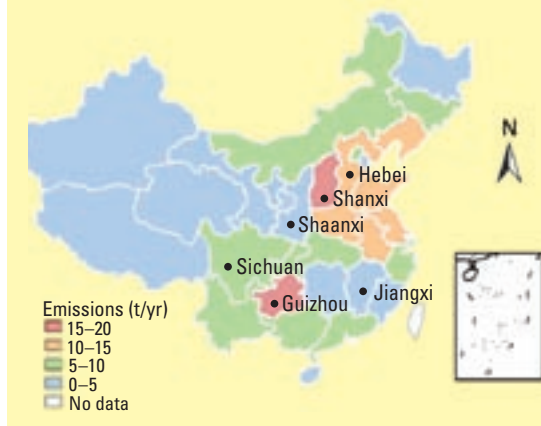 N
Hebei
Shanxi
Shaanxi
Sichuan
Guizhou
Jiangxi
Emissions (t/yr)
15–20
10–15
5–10
0–5
No data